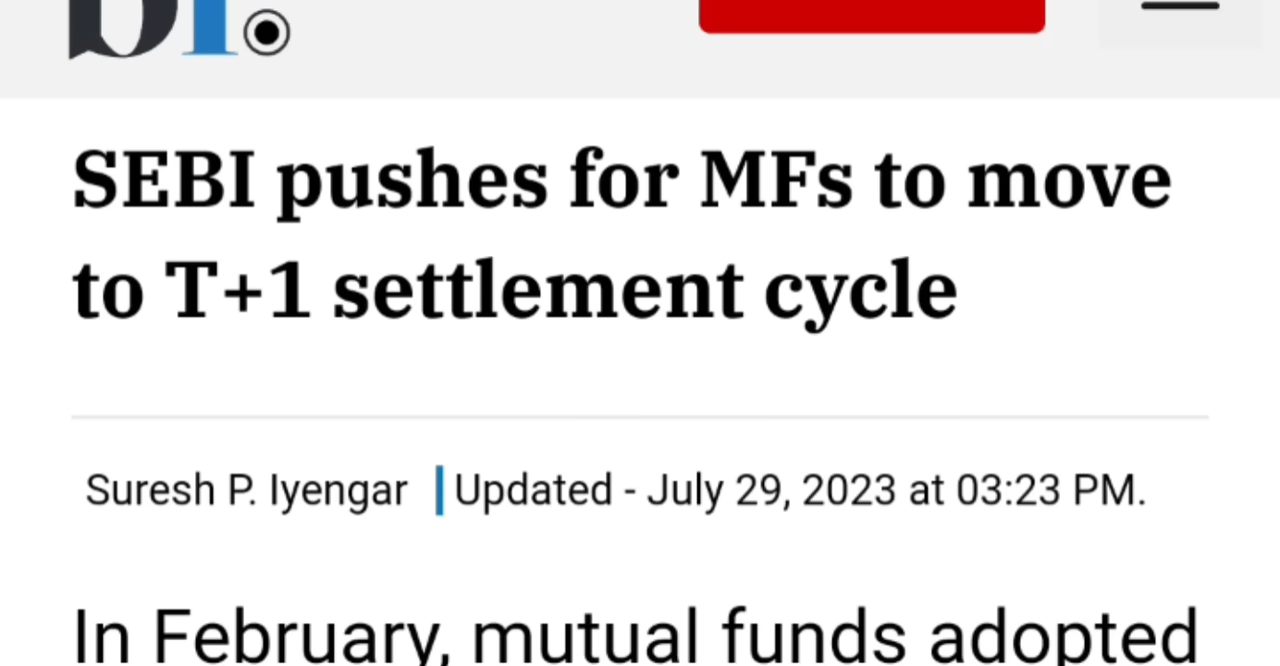 bl.
SEBI pushes for MFs to move
to T+1 settlement cycle
Suresh P. Iyengar
Updated - July 29, 2023 at 03:23 PM.
In February, mutual funds adopted